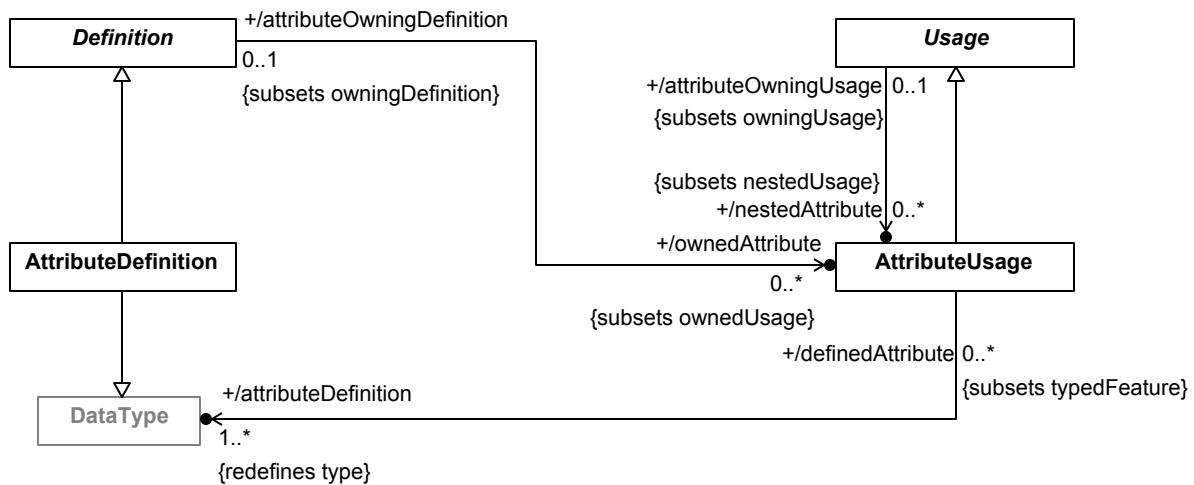 +/attributeOwningDefinition
Definition
Usage
0..1
{subsets owningDefinition}
+/attributeOwningUsage
0..1
{subsets owningUsage}
{subsets nestedUsage}
+/nestedAttribute
0..*
+/ownedAttribute
AttributeDefinition
AttributeUsage
0..*
{subsets ownedUsage}
+/definedAttribute
0..*
{subsets typedFeature}
+/attributeDefinition
DataType
1..*
{redefines type}